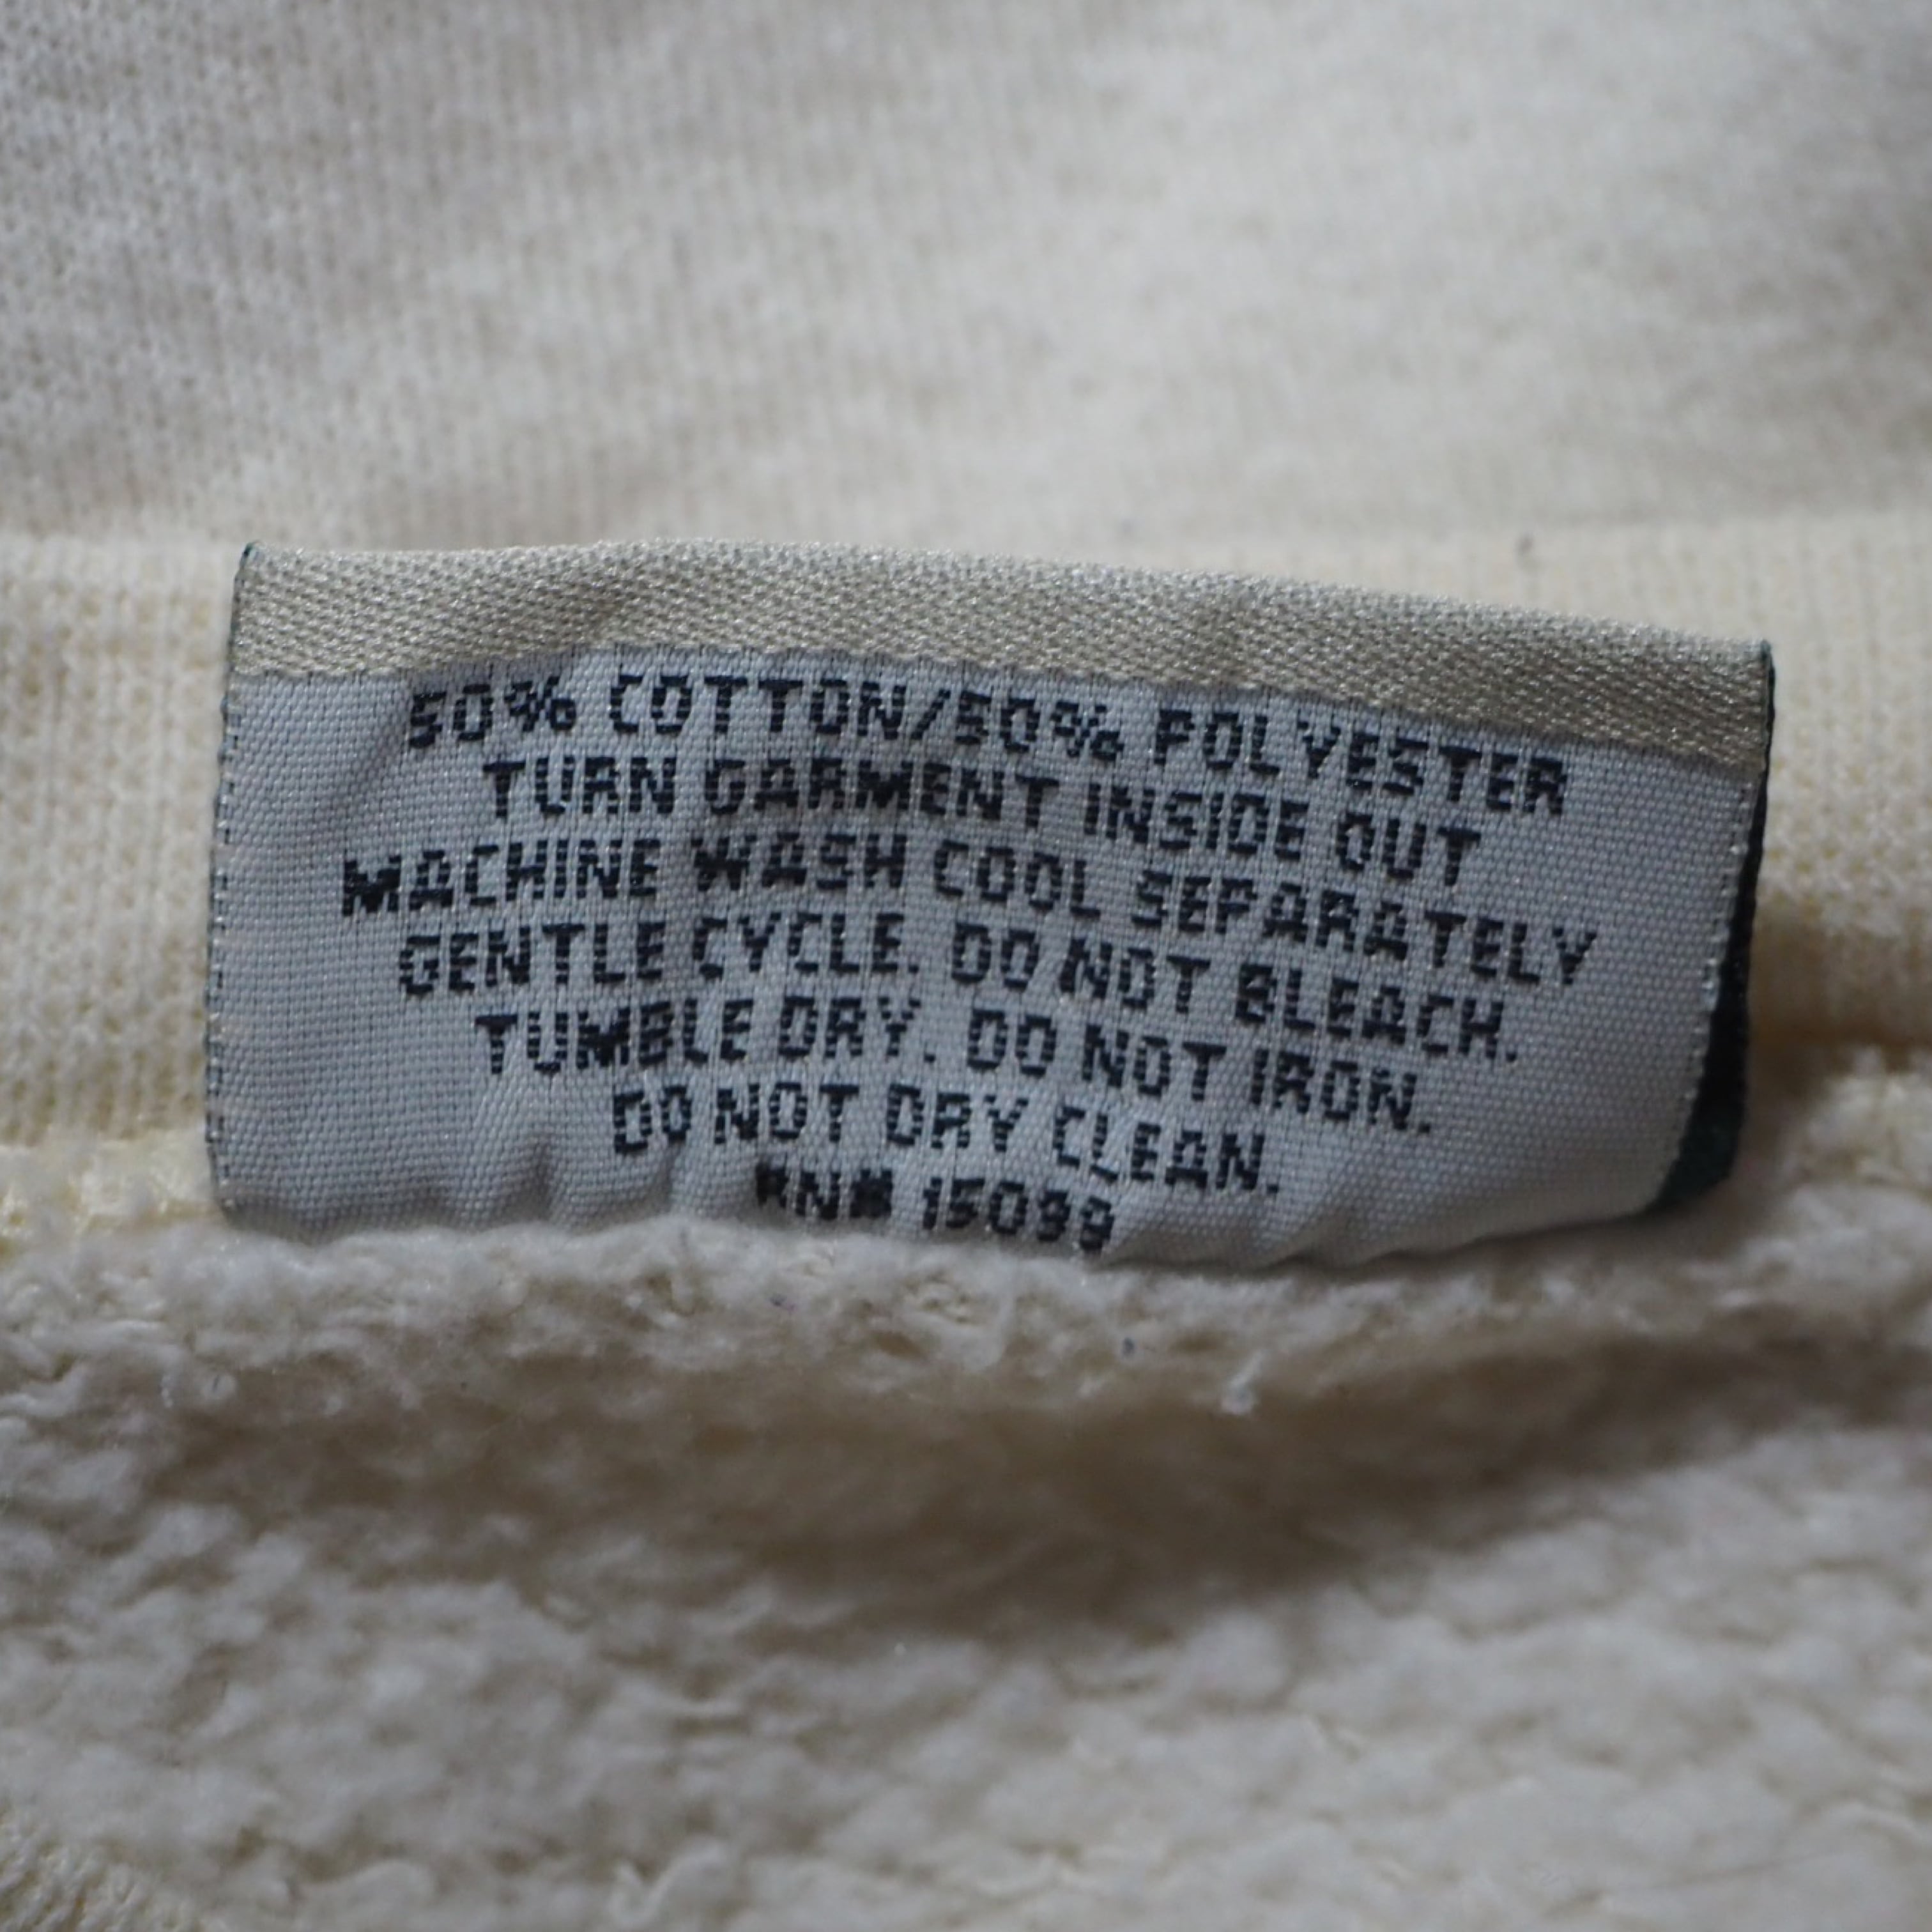 50% COTTON/50% POLYESTER
TURN GARMENT INSIDE OUT
MACHINE WASH COOL SEPARATELY
GENTLE CYCLE. DO NOT BLEACH.
TUMBLE DRY. DO NOT IRON.
DO NOT DRY CLEAN.
RN# 15099